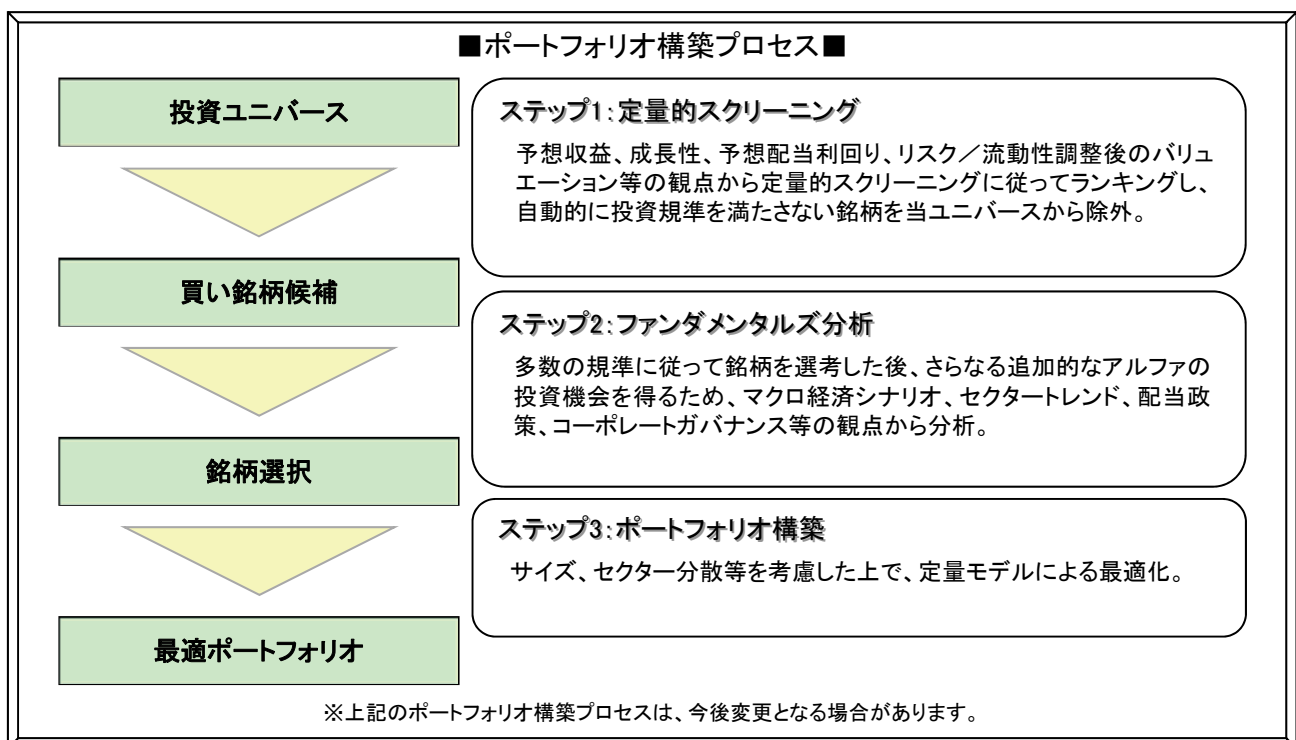 ■ポートフォリオ構築プロセス■
投資ユニバース
ステップ1：定量的スクリーニング
予想収益、成長性、予想配当利回り、リスク／流動性調整後のバリュ
エーション等の観点から定量的スクリーニングに従ってランキングし、
自動的に投資規準を満たさない銘柄を当ユニバースから除外。
買い銘柄候補
ステップ2：ファンダメンタルズ分析
多数の規準に従って銘柄を選考した後、さらなる追加的なアルファの
投資機会を得るため、マクロ経済シナリオ、セクタートレンド、配当政
策、コーポレートガバナンス等の観点から分析。
銘柄選択
ステップ3：ポートフォリオ構築
サイズ、セクター分散等を考慮した上で、定量モデルによる最適化。
最適ポートフォリオ
※上記のポートフォリオ構築プロセスは、今後変更となる場合があります。